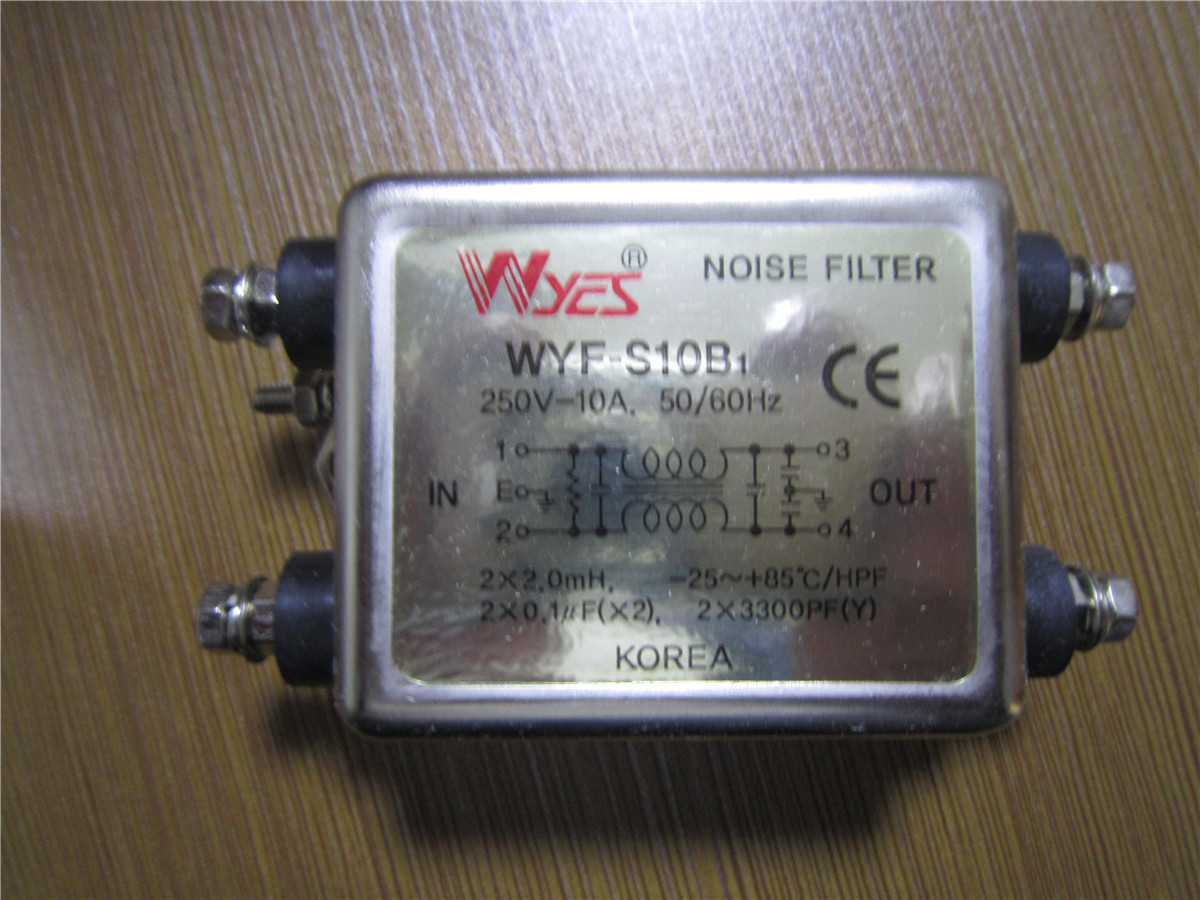 WYES® NOISE FILTER
WYF-S10B1
250V-10A, 50/60Hz
CE
1 3
IN E OUT
2 4
2×2.0mH, -25~+85℃/HPF
2×0.1μF(×2), 2×3300PF(Y)
KOREA